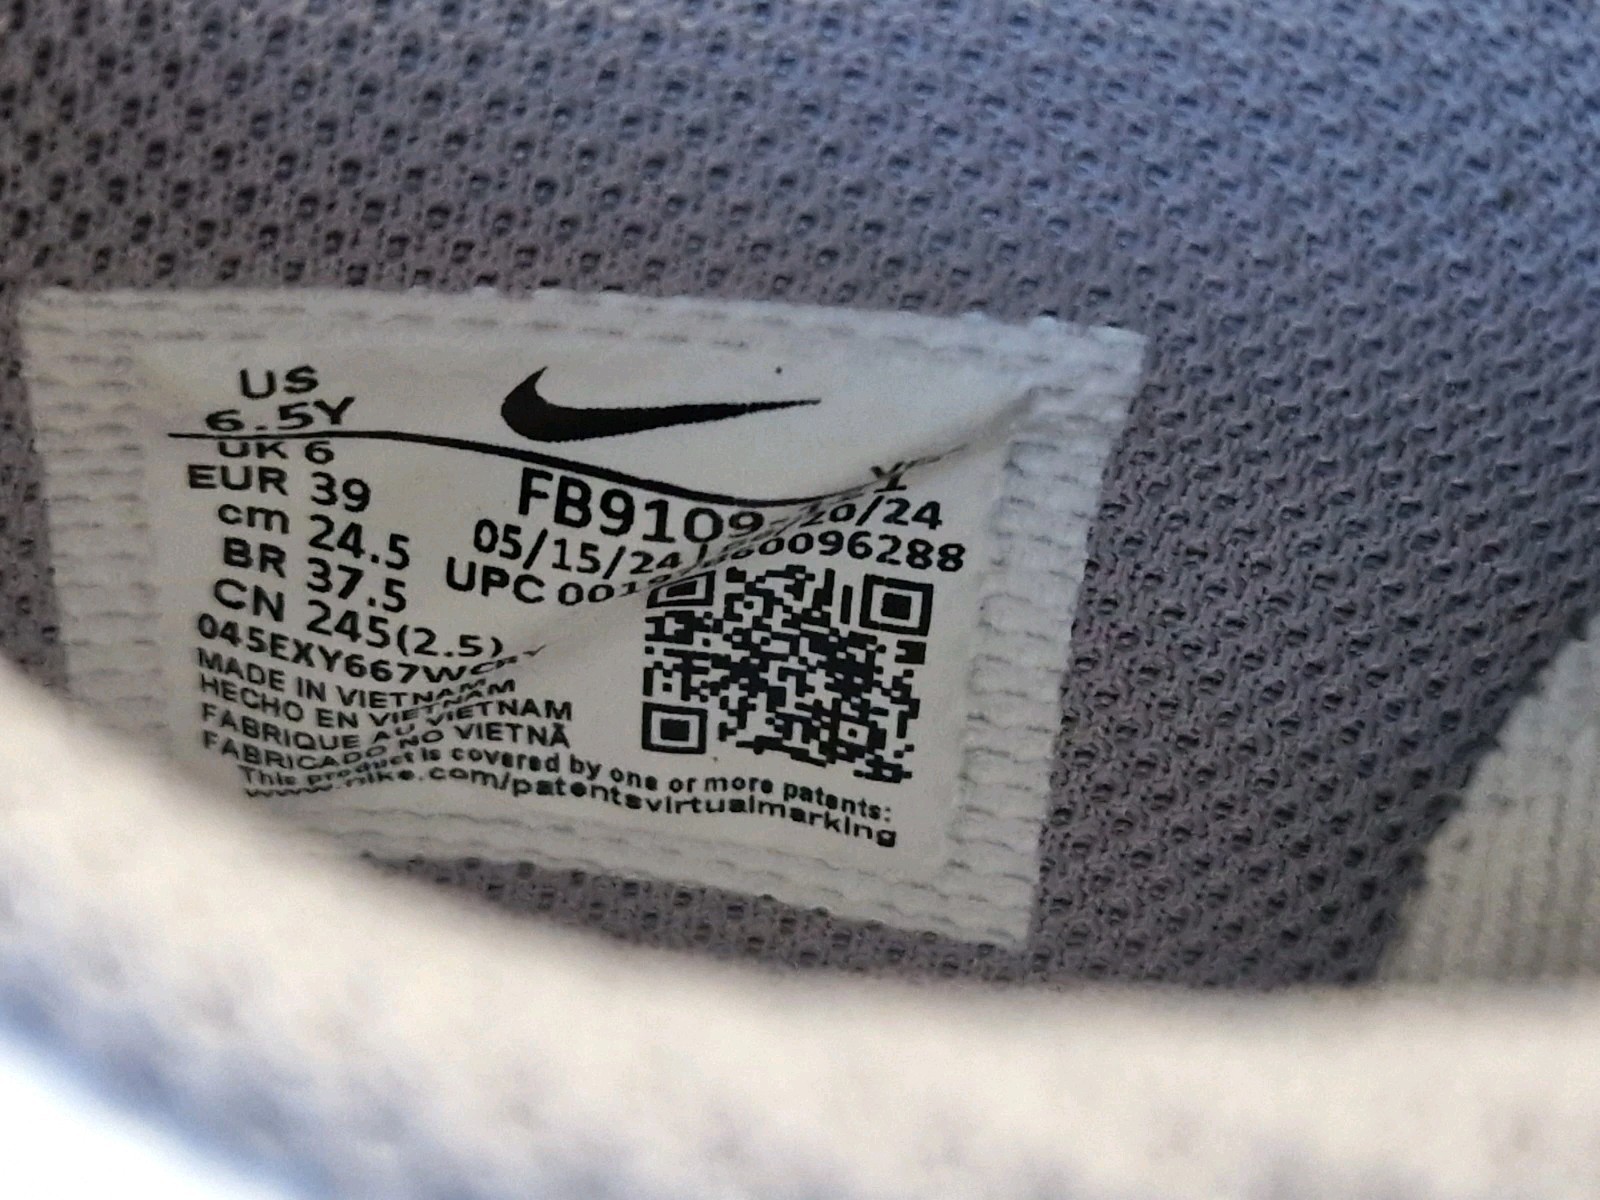 US
6.5Y
UK 6
EUR 39
cm 24.5
BR 37.5
CN 245(2.5)
045EXY667W
MADE IN VIETNAM
HECHO EN VIETNAM
FABRIQUE AU VIETNAM
FABRICADO NO VIETNÃ
This product is covered by one or more patents:
www.nike.com/patentsvirtualmarking
FB9109
05/15/24
/24
UPC